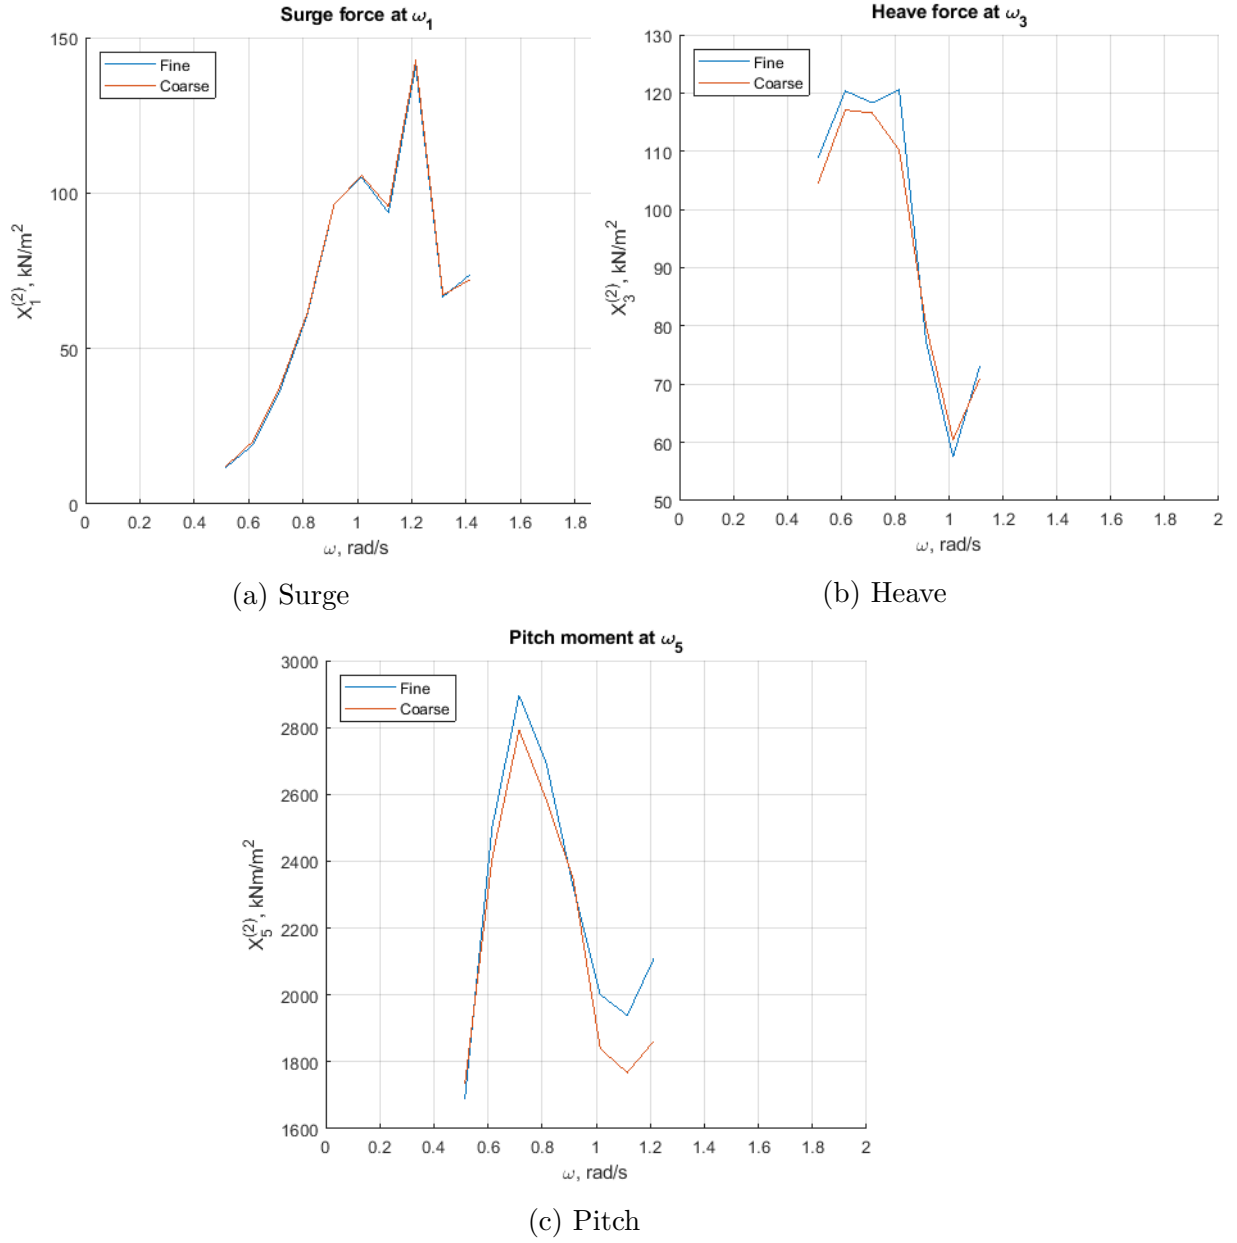 Surge force at ω1
150
100
50
0
X1(2), kN/m2
Fine
Coarse
0 0.2 0.4 0.6 0.8 1 1.2 1.4 1.6 1.8
ω, rad/s
(a) Surge
Heave force at ω3
130
120
110
100
90
80
70
60
50
X3(2), kN/m2
Fine
Coarse
0 0.2 0.4 0.6 0.8 1 1.2 1.4 1.6 1.8 2
ω, rad/s
(b) Heave
Pitch moment at ω5
3000
2800
2600
2400
2200
2000
1800
1600
X5(2), kNm/m2
Fine
Coarse
0 0.2 0.4 0.6 0.8 1 1.2 1.4 1.6 1.8 2
ω, rad/s
(c) Pitch